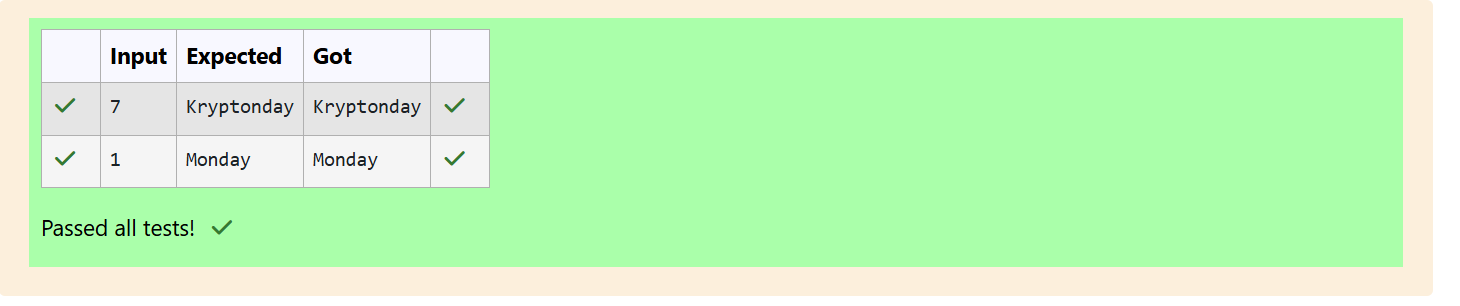 Input Expected Got
7 Kryptonday Kryptonday
1 Monday Monday
Passed all tests!